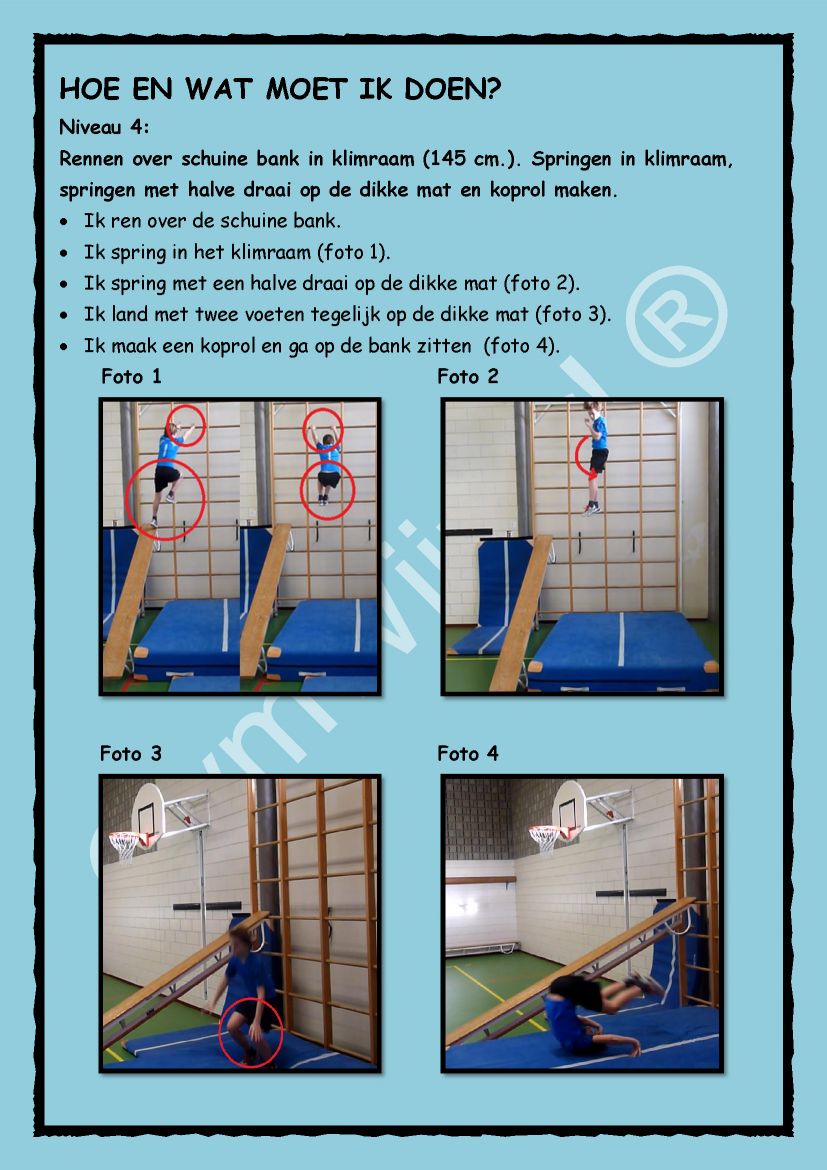 HOE EN WAT MOET IK DOEN?
Niveau 4:
Rennen over schuine bank in klimraam (145 cm.). Springen in klimraam,
springen met halve draai op de dikke mat en koprol maken.
• Ik ren over de schuine bank.
• Ik spring in het klimraam (foto 1).
• Ik spring met een halve draai op de dikke mat (foto 2).
• Ik land met twee voeten tegelijk op de dikke mat (foto 3).
• Ik maak een koprol en ga op de bank zitten  (foto 4).
Foto 1
Foto 2
Foto 3
Foto 4
®